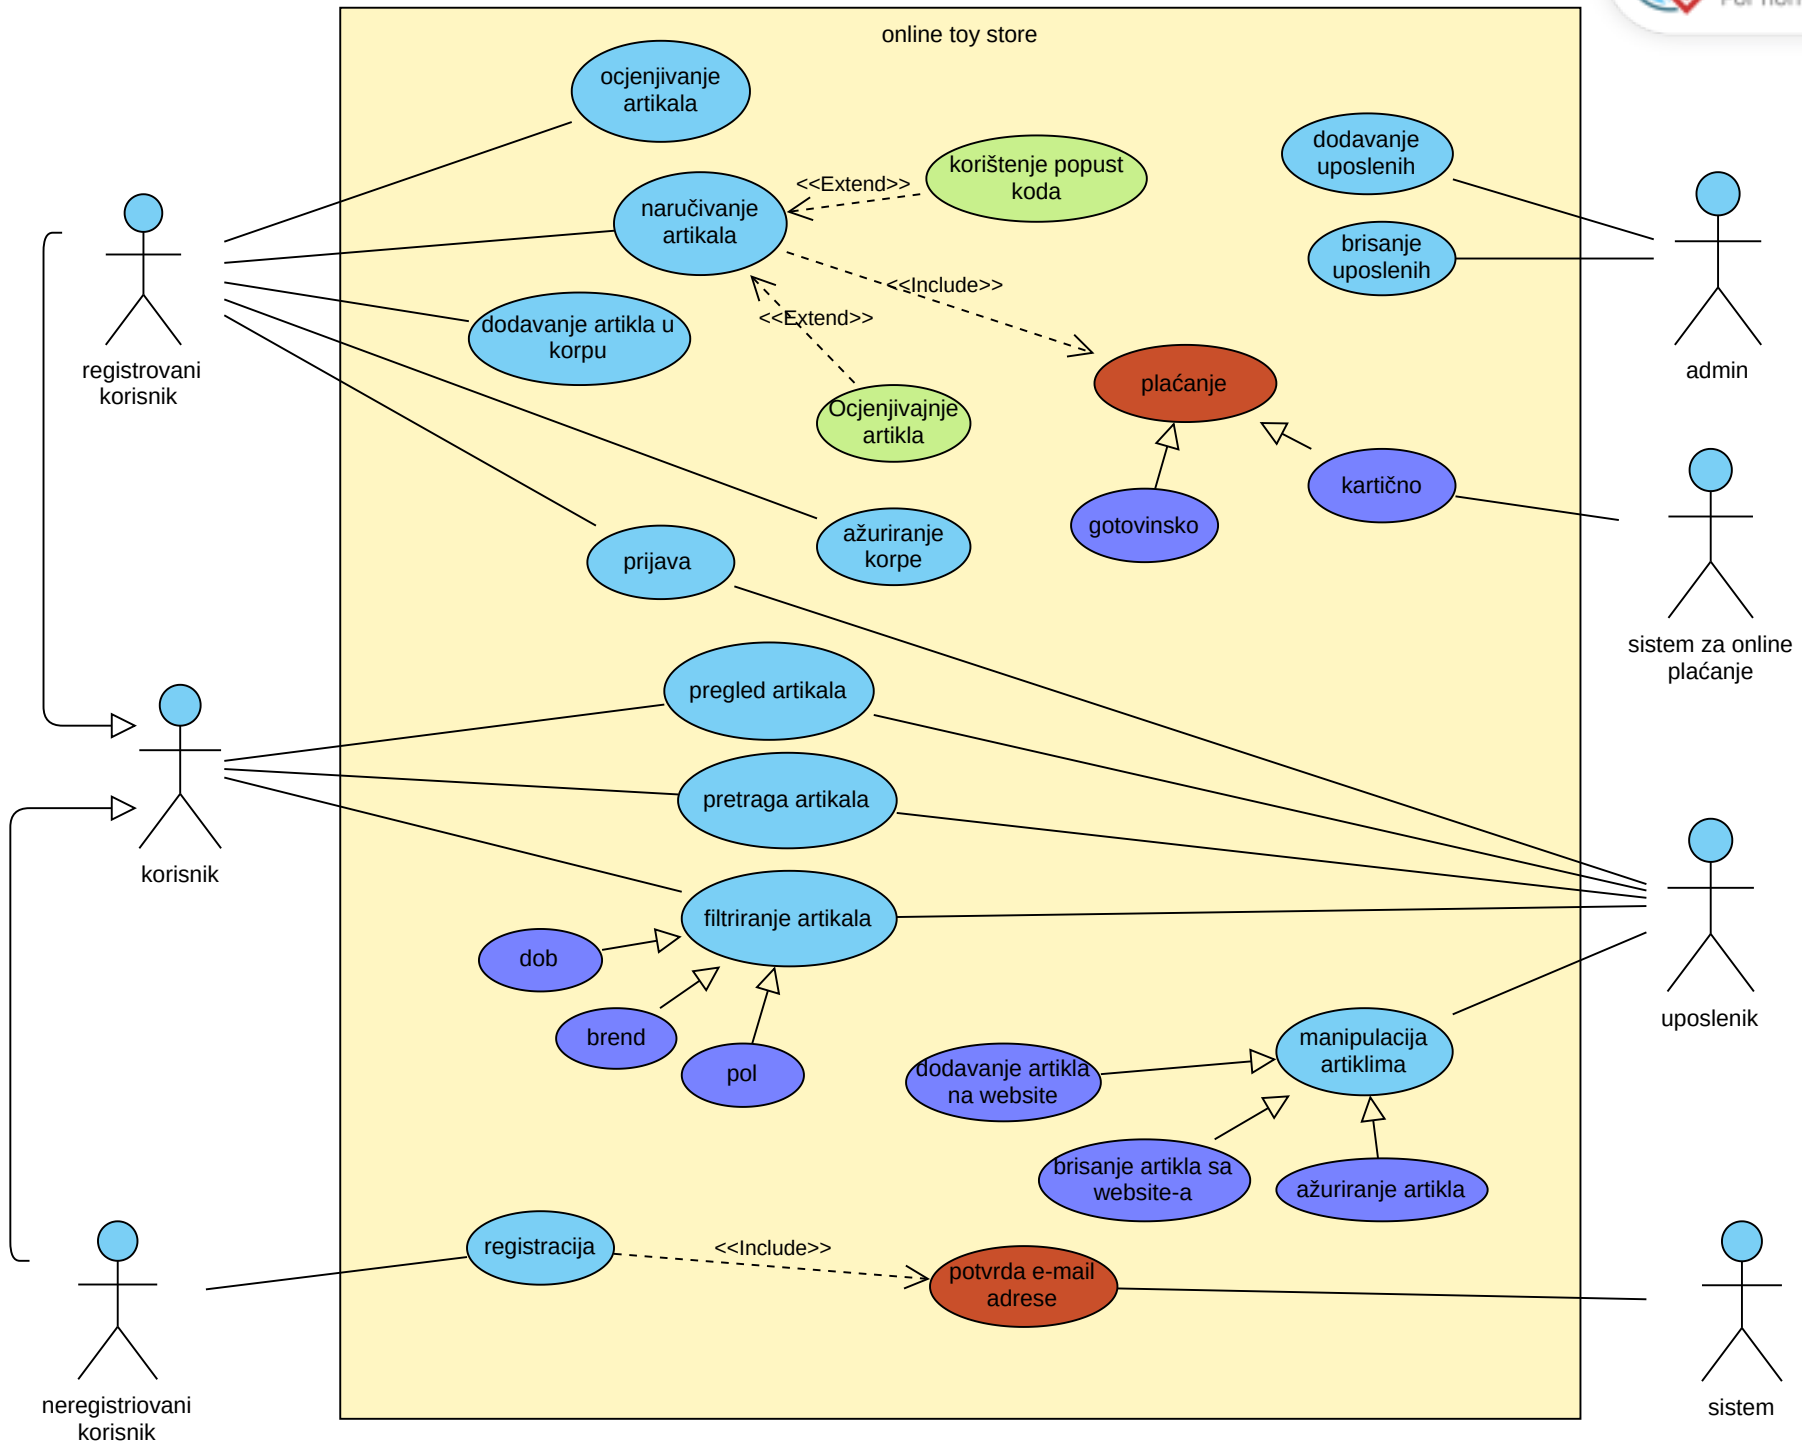 online toy store
ocjenjivanje
artikala
korištenje popust
koda
<<Extend>>
naručivanje
artikala
dodavanje
uposlenih
brisanje
uposlenih
<<Include>>
<<Extend>>
dodavanje artikla u
korpu
registrovani
korisnik
admin
plaćanje
Ocjenjivajnje
artikla
kartično
gotovinsko
ažuriranje
korpe
prijava
sistem za online
plaćanje
pregled artikala
pretraga artikala
korisnik
filtriranje artikala
dob
brend
pol
uposlenik
manipulacija
artiklima
dodavanje artikla
na website
brisanje artikla sa
website-a
ažuriranje artikla
registracija
<<Include>>
potvrda e-mail
adrese
neregistriovani
korisnik
sistem